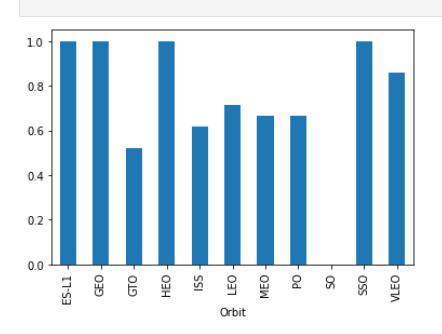 1.0
0.8
0.6
0.4
0.2
0.0
ES-L1
GEO
GTO
HEO
ISS
LEO
MEO
PO
SO
SSO
VLEO
Orbit